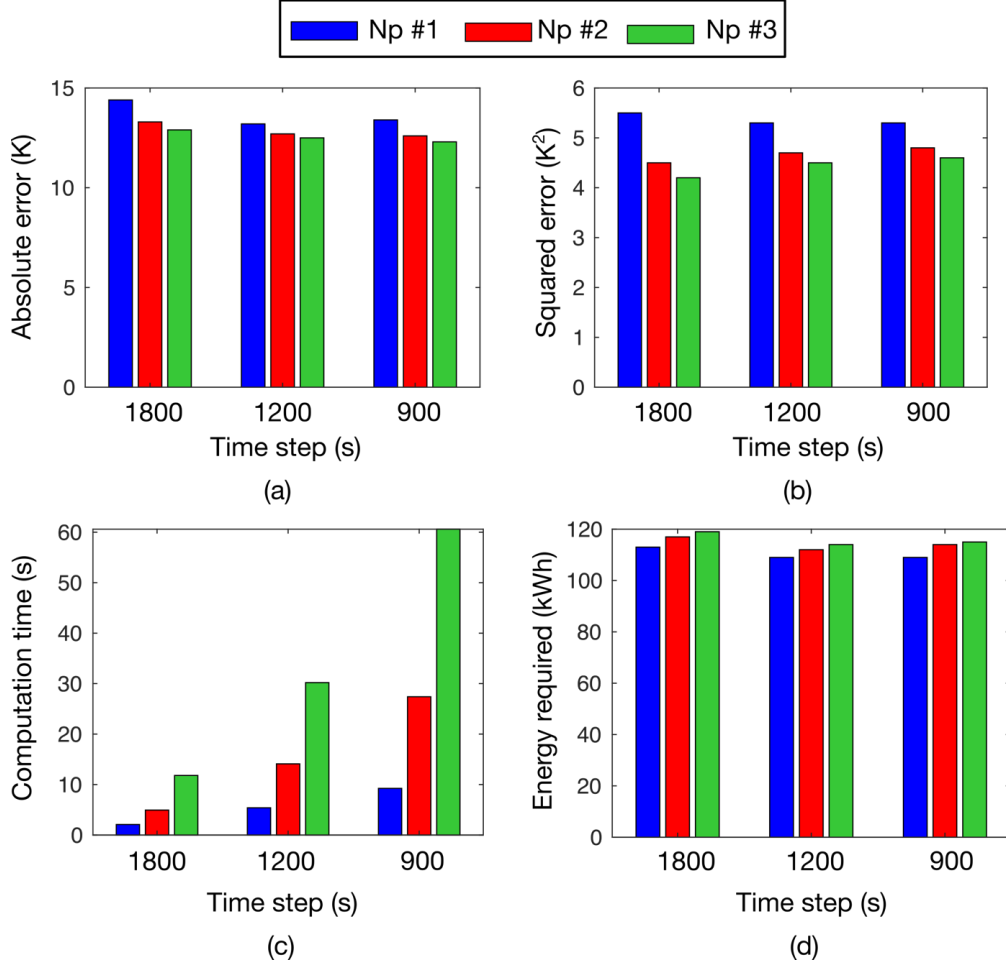 Np #1 Np #2 Np #3
15
10
5
0
Absolute error (K)
1800 1200 900
Time step (s)
(a)
6
5
4
3
2
1
0
Squared error (K²)
1800 1200 900
Time step (s)
(b)
60
50
40
30
20
10
0
Computation time (s)
1800 1200 900
Time step (s)
(c)
120
100
80
60
40
20
0
Energy required (kWh)
1800 1200 900
Time step (s)
(d)